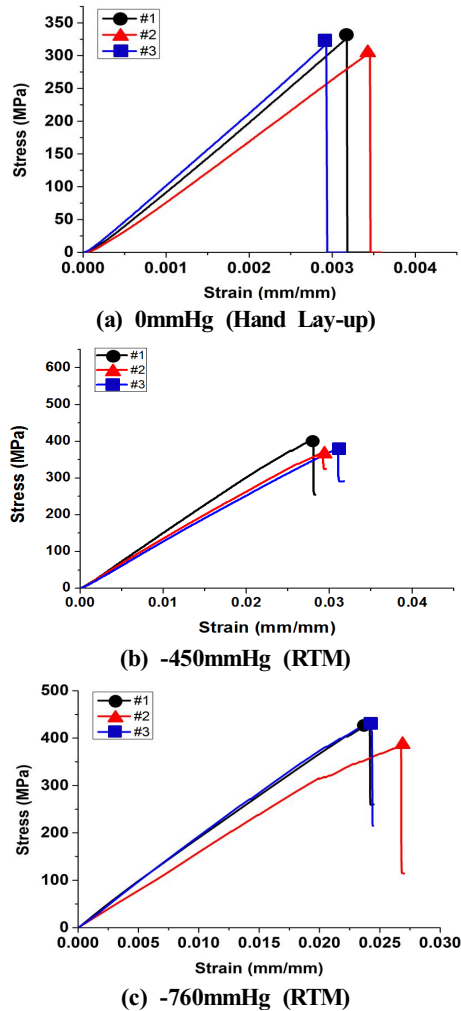 #1
#2
#3
350
300
250
200
150
100
50
0
Stress (MPa)
0.000 0.001 0.002 0.003 0.004
Strain (mm/mm)
(a) 0mmHg (Hand Lay-up)
#1
#2
#3
600
500
400
300
200
100
0
Stress (MPa)
0.00 0.01 0.02 0.03 0.04
Strain (mm/mm)
(b) -450mmHg (RTM)
#1
#2
#3
500
400
300
200
100
0
Stress (MPa)
0.000 0.005 0.010 0.015 0.020 0.025 0.030
Strain (mm/mm)
(c) -760mmHg (RTM)